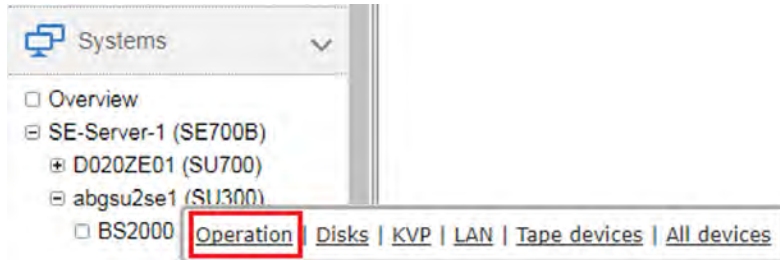 Systems
Overview
SE-Server-1 (SE700B)
D020ZE01 (SU700)
abgsu2se1 (SU300)
BS2000 Operation | Disks | KVP | LAN | Tape devices | All devices